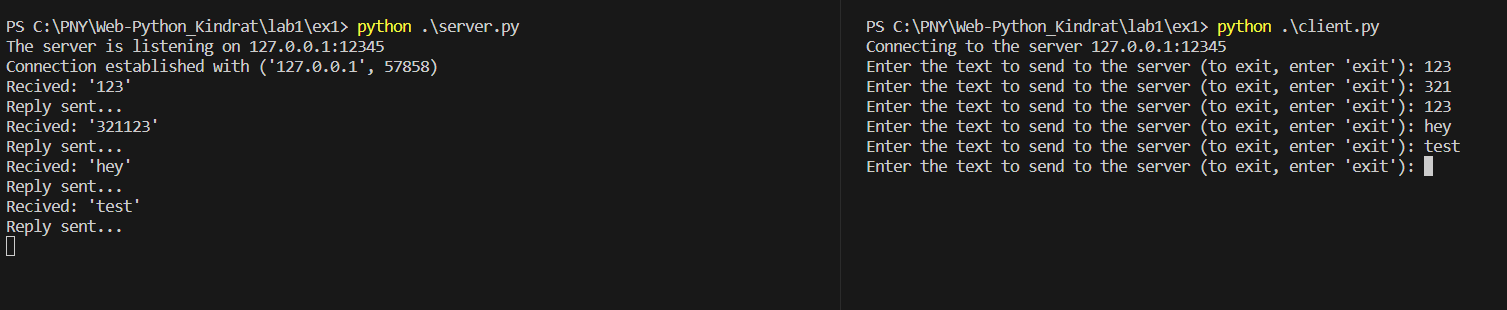 PS C:\PNY\Web-Python_Kindrat\lab1\ex1> python .\server.py
The server is listening on 127.0.0.1:12345
Connection established with ('127.0.0.1', 57858)
Recived: '123'
Reply sent...
Recived: '321123'
Reply sent...
Recived: 'hey'
Reply sent...
Recived: 'test'
Reply sent...
PS C:\PNY\Web-Python_Kindrat\lab1\ex1> python .\client.py
Connecting to the server 127.0.0.1:12345
Enter the text to send to the server (to exit, enter 'exit'): 123
Enter the text to send to the server (to exit, enter 'exit'): 321
Enter the text to send to the server (to exit, enter 'exit'): 123
Enter the text to send to the server (to exit, enter 'exit'): hey
Enter the text to send to the server (to exit, enter 'exit'): test
Enter the text to send to the server (to exit, enter 'exit'):